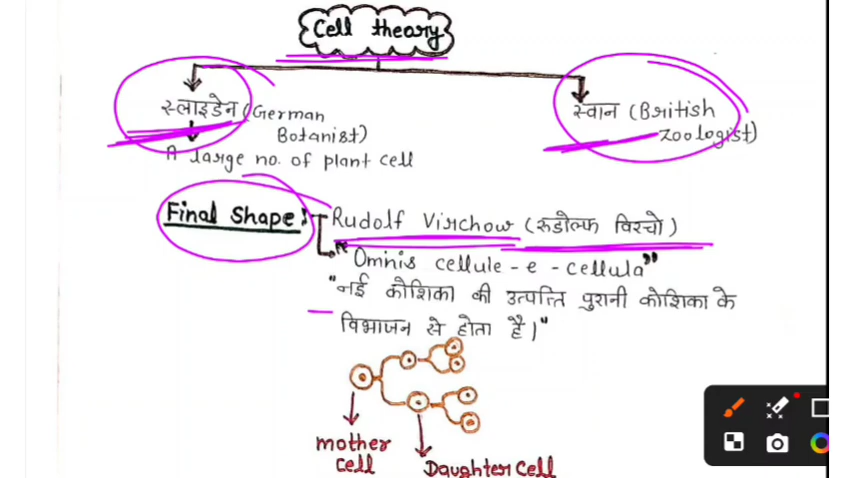 Cell theory
स्लाइडेन (German
Botanist)
A large no. of plant cell
स्वान (British
Zoologist)
Final Shape :
Rudolf Virchow (रुडोल्फ विरचो)
"Ominis cellule-e-cellula"
"नई कोशिका की उत्पत्ति पुरानी कोशिका के
विभाजन से होता है।"
mother
cell
Daughter Cell